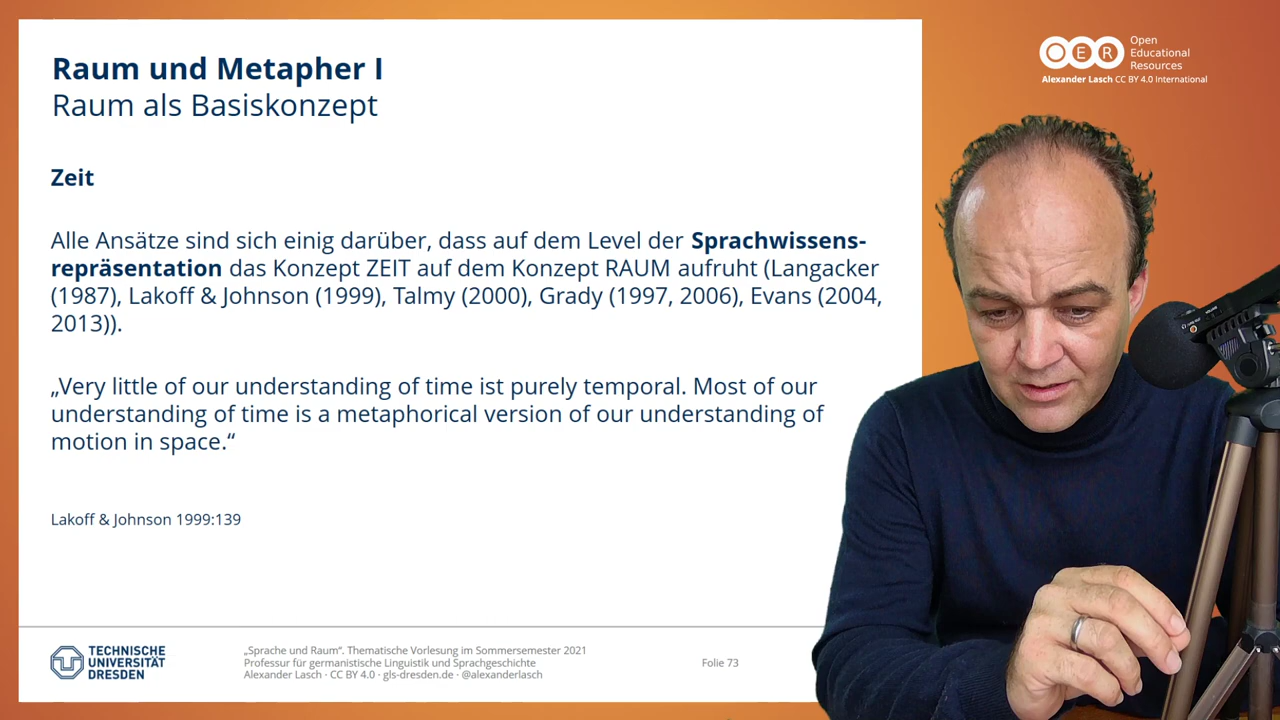 Raum und Metapher I
Raum als Basiskonzept
Zeit
Alle Ansätze sind sich einig darüber, dass auf dem Level der Sprachwissens-
repräsentation das Konzept ZEIT auf dem Konzept RAUM aufruht (Langacker
(1987), Lakoff & Johnson (1999), Talmy (2000), Grady (1997, 2006), Evans (2004,
2013)).
„Very little of our understanding of time ist purely temporal. Most of our
understanding of time is a metaphorical version of our understanding of
motion in space.“
Lakoff & Johnson 1999:139
TECHNISCHE
UNIVERSITÄT
DRESDEN
„Sprache und Raum“. Thematische Vorlesung im Sommersemester 2021
Professur für germanistische Linguistik und Sprachgeschichte
Alexander Lasch · CC BY 4.0 · gls-dresden.de · @alexanderlasch
Folie 73
OER
Open
Educational
Resources
Alexander Lasch CC BY 4.0 International